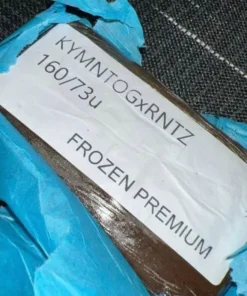 KYMNTOGxRNTZ
160/73u
FROZEN PREMIUM